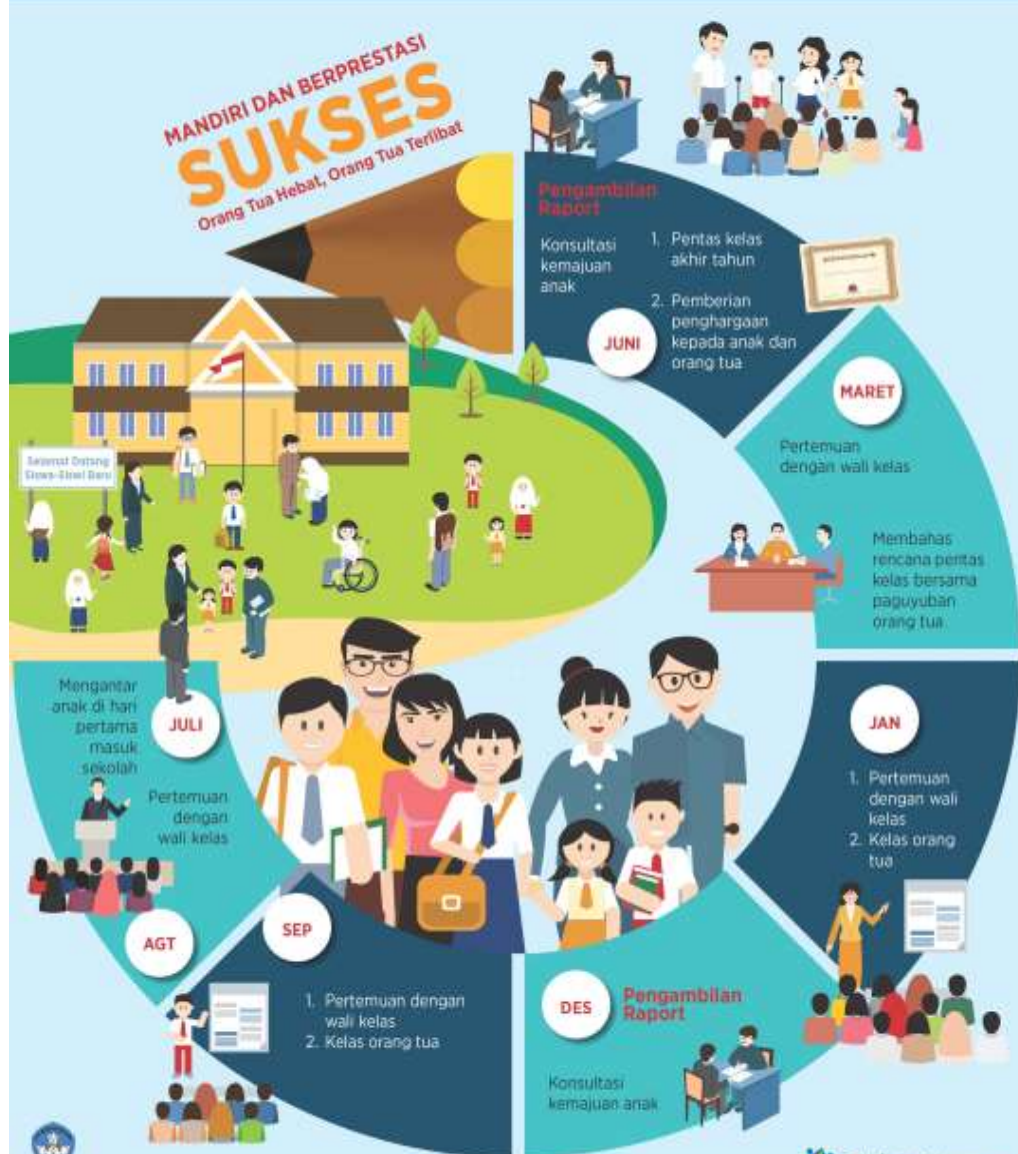 MANDIRI DAN BERPRESTASI
SUKSES
Orang Tua Hebat, Orang Tua Terlibat
Pengambilan
Raport
Konsultasi
kemajuan
anak
1. Pentas kelas
akhir tahun
2. Pemberian
penghargaan
kepada anak dan
orang tua
JUNI
MARET
Pertemuan
dengan wali kelas
Membahas
rencana pentas
kelas bersama
paguyuban
orang tua
Selamat Datang
Siswa-Siswi Baru
Mengantar
anak di hari
pertama
masuk
sekolah
JULI
Pertemuan
dengan
wali kelas
AGT
JAN
1. Pertemuan
dengan wali
kelas
2. Kelas orang
tua
SEP
1. Pertemuan dengan
wali kelas
2. Kelas orang tua
DES
Pengambilan
Raport
Konsultasi
kemajuan anak